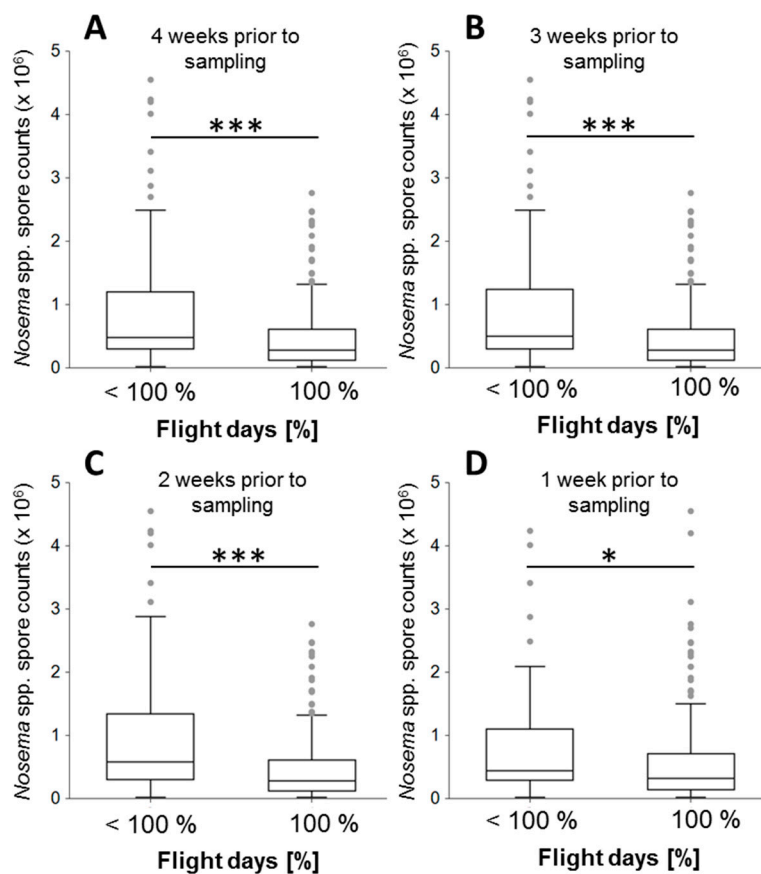 A
4 weeks prior to
sampling
Nosema spp. spore counts (x 10⁶)
5
4
3
2
1
0
***
< 100 %
100 %
Flight days [%]
B
3 weeks prior to
sampling
Nosema spp. spore counts (x 10⁶)
5
4
3
2
1
0
***
< 100 %
100 %
Flight days [%]
C
2 weeks prior to
sampling
Nosema spp. spore counts (x 10⁶)
5
4
3
2
1
0
***
< 100 %
100 %
Flight days [%]
D
1 week prior to
sampling
Nosema spp. spore counts (x 10⁶)
5
4
3
2
1
0
*
< 100 %
100 %
Flight days [%]